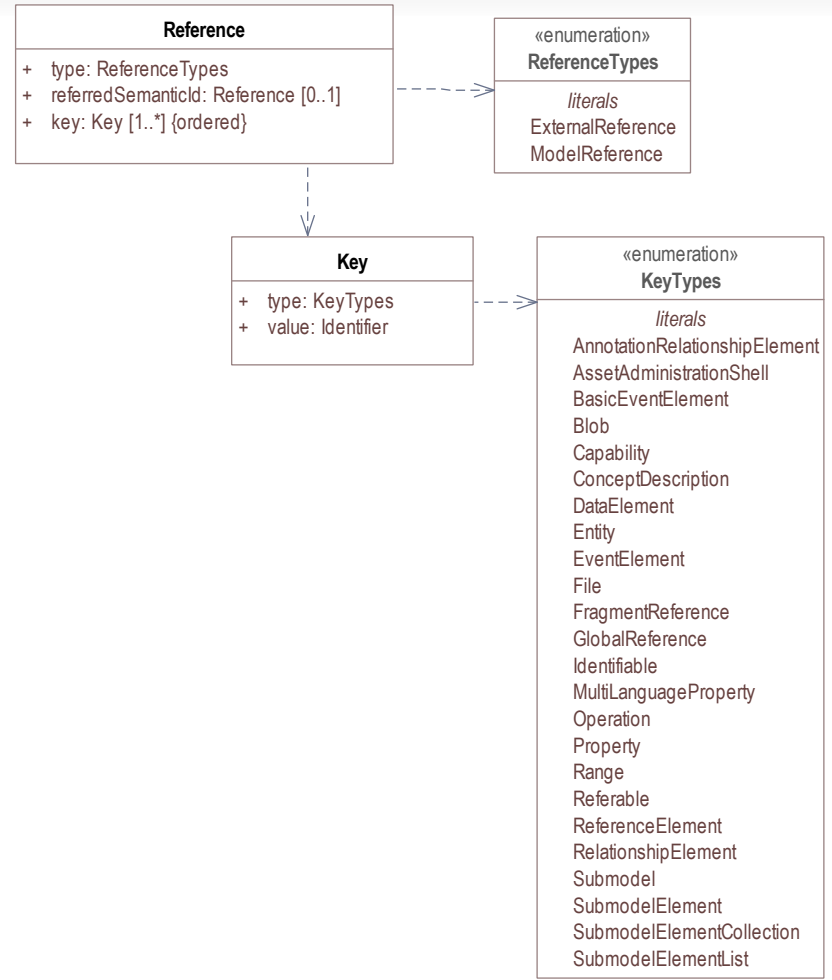 Reference
+ type: ReferenceTypes
+ referredSemanticId: Reference [0..1]
+ key: Key [1..*] {ordered}
«enumeration»
ReferenceTypes
literals
ExternalReference
ModelReference
Key
+ type: KeyTypes
+ value: Identifier
«enumeration»
KeyTypes
literals
AnnotationRelationshipElement
AssetAdministrationShell
BasicEventElement
Blob
Capability
ConceptDescription
DataElement
Entity
EventElement
File
FragmentReference
GlobalReference
Identifiable
MultiLanguageProperty
Operation
Property
Range
Referable
ReferenceElement
RelationshipElement
Submodel
SubmodelElement
SubmodelElementCollection
SubmodelElementList